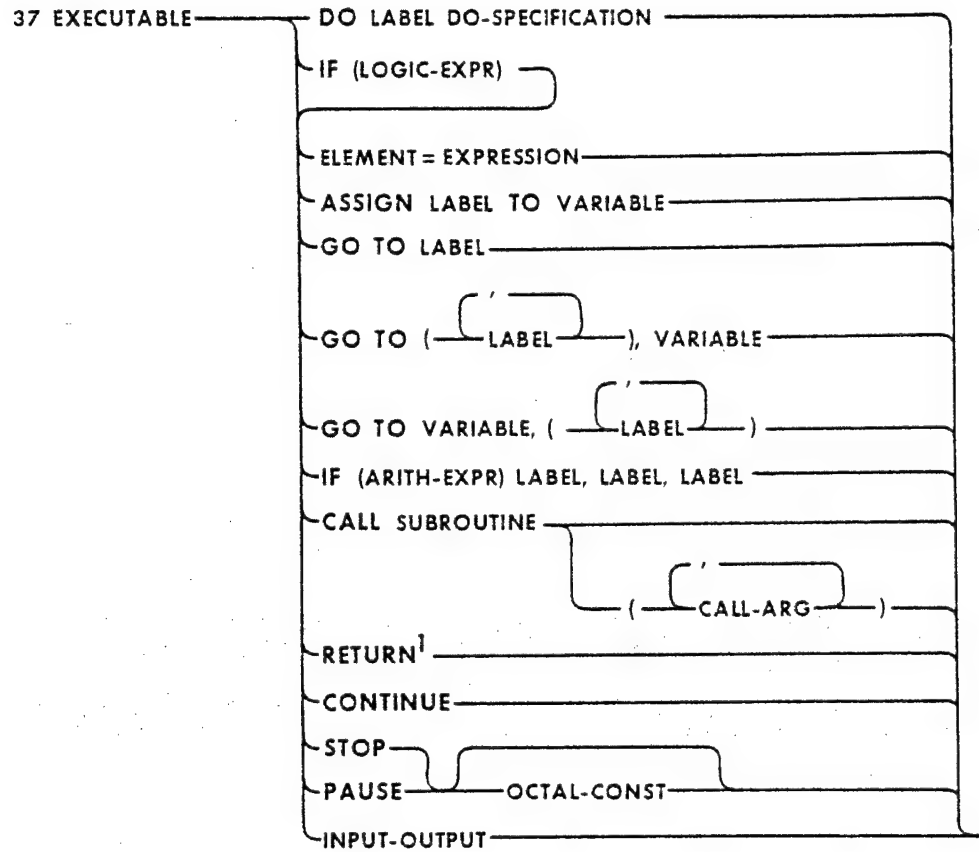 37 EXECUTABLE DO LABEL DO-SPECIFICATION
IF (LOGIC-EXPR)
ELEMENT = EXPRESSION
ASSIGN LABEL TO VARIABLE
GO TO LABEL
,
GO TO ( LABEL ), VARIABLE
,
GO TO VARIABLE, ( LABEL )
IF (ARITH-EXPR) LABEL, LABEL, LABEL
CALL SUBROUTINE
,
( CALL-ARG )
RETURN1
CONTINUE
STOP
PAUSE OCTAL-CONST
INPUT-OUTPUT